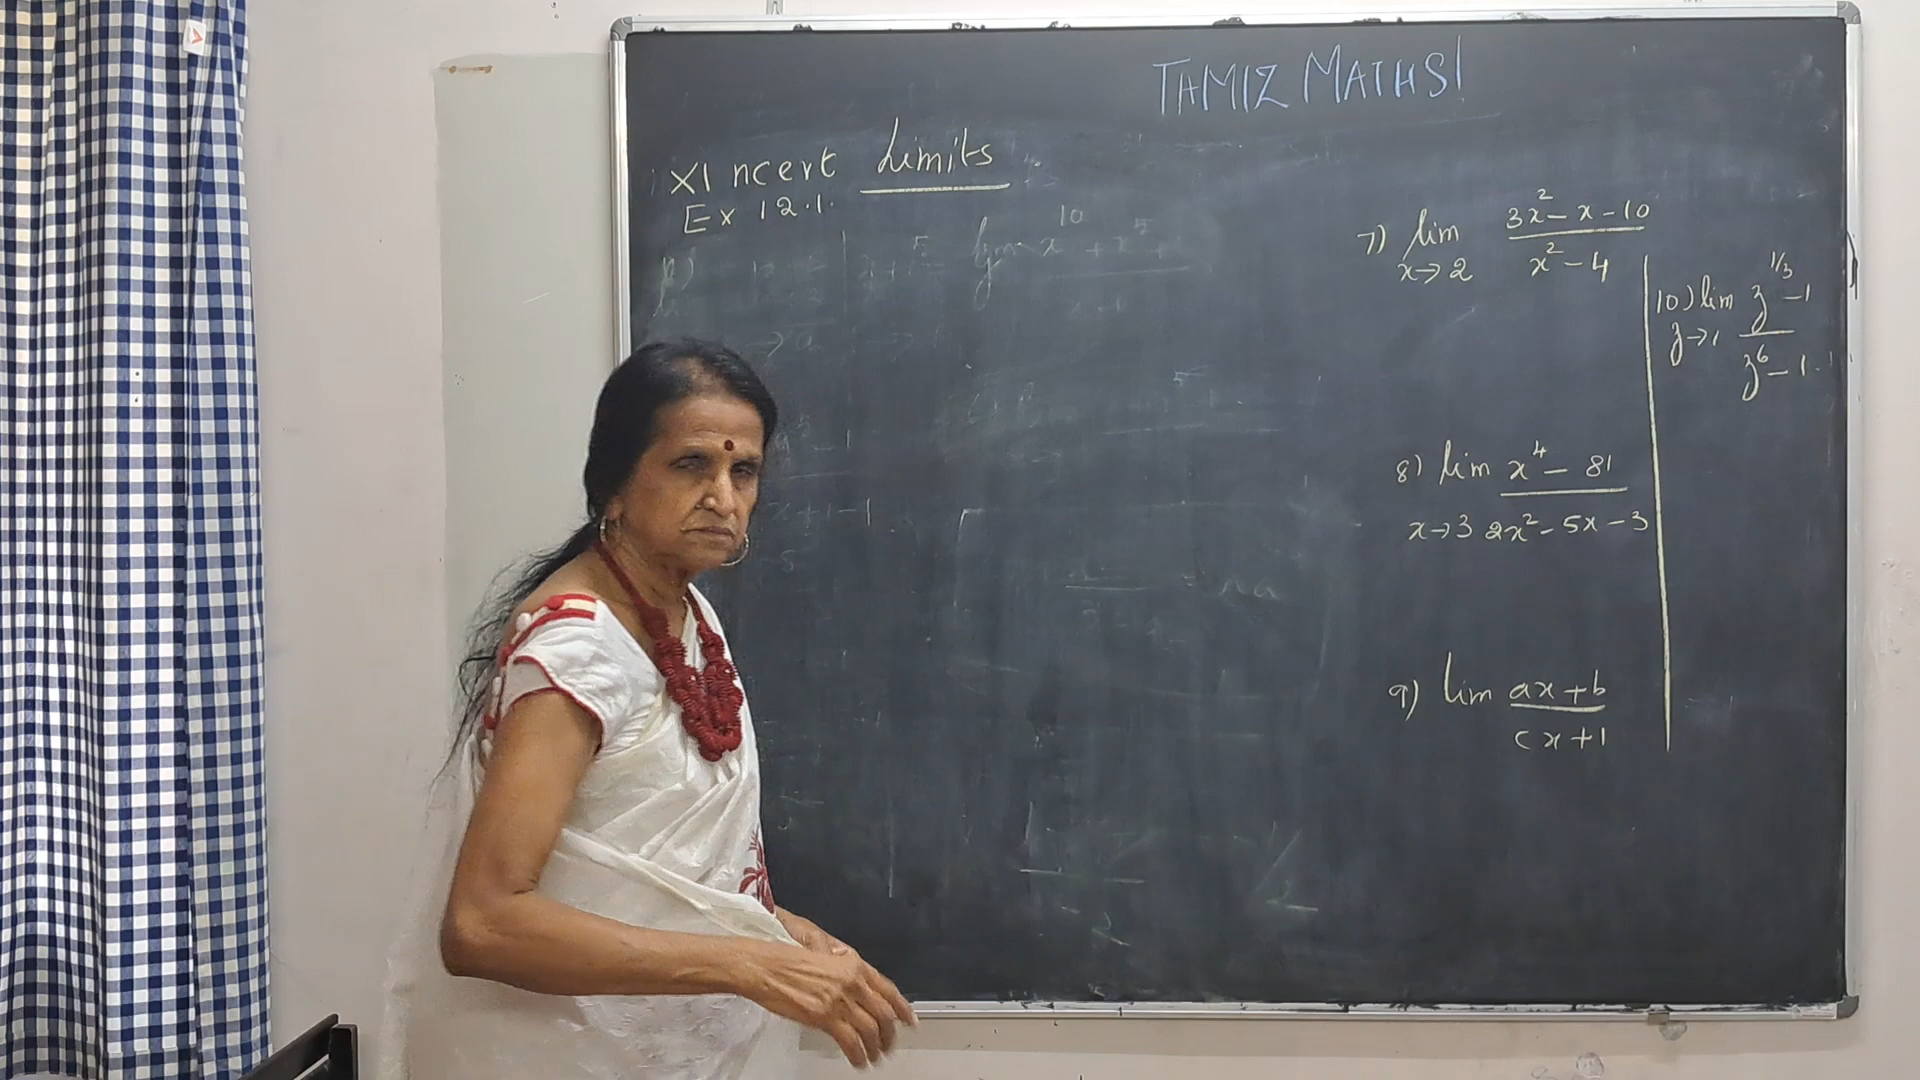 TAMIZ MATHS!
XI ncert Limits
Ex 12.1.
7) lim 3x² - x - 10
x→2 x² - 4
8) lim x⁴ - 81
x→3 2x² - 5x - 3
9) lim ax + b
cx + 1
10) lim z^1/3 - 1
z→1 z⁶ - 1.